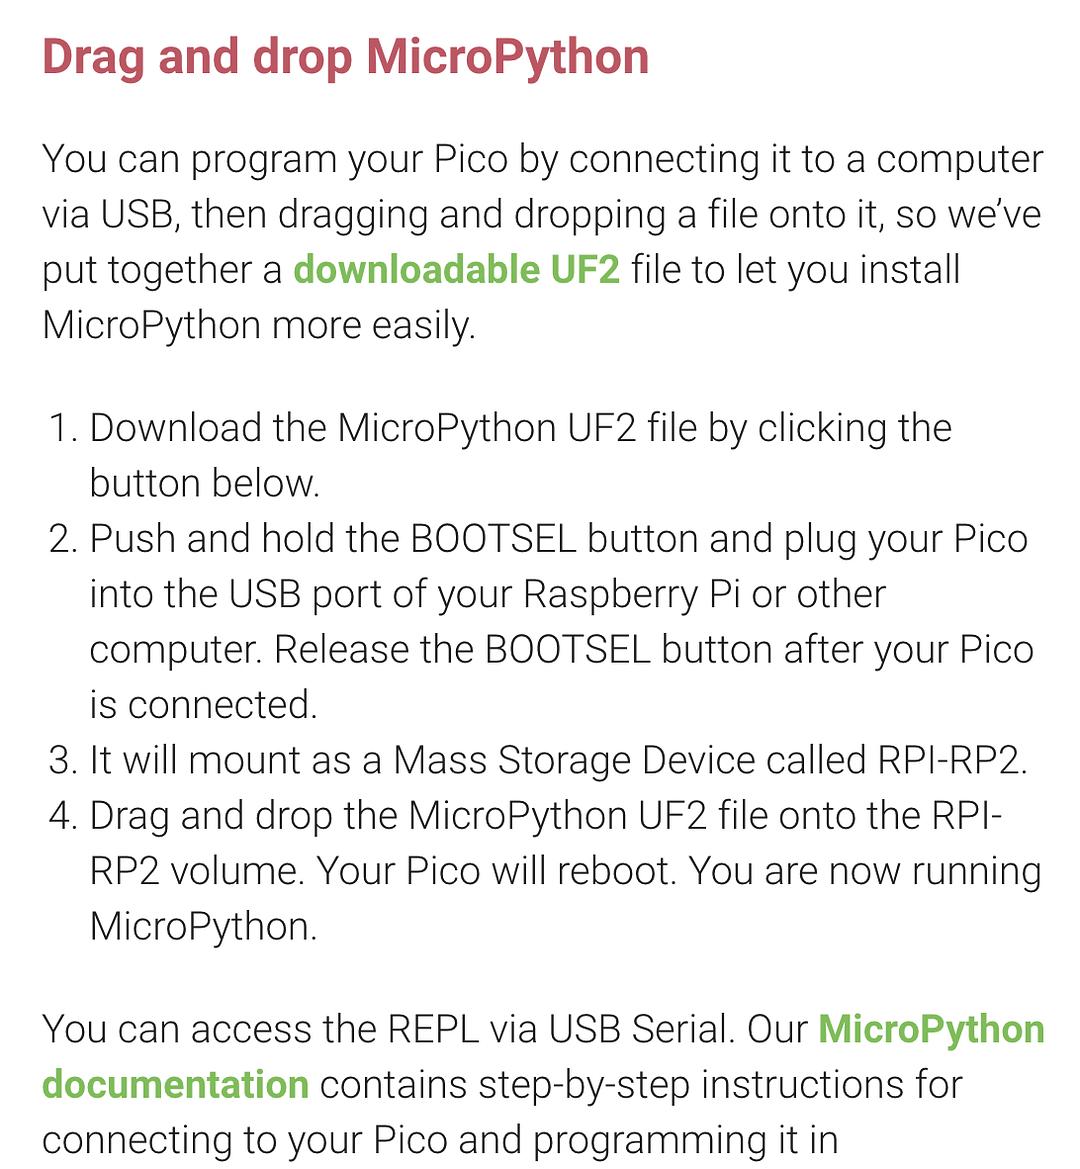 Drag and drop MicroPython
You can program your Pico by connecting it to a computer
via USB, then dragging and dropping a file onto it, so we’ve
put together a downloadable UF2 file to let you install
MicroPython more easily.
1. Download the MicroPython UF2 file by clicking the
button below.
2. Push and hold the BOOTSEL button and plug your Pico
into the USB port of your Raspberry Pi or other
computer. Release the BOOTSEL button after your Pico
is connected.
3. It will mount as a Mass Storage Device called RPI-RP2.
4. Drag and drop the MicroPython UF2 file onto the RPI-
RP2 volume. Your Pico will reboot. You are now running
MicroPython.
You can access the REPL via USB Serial. Our MicroPython
documentation contains step-by-step instructions for
connecting to your Pico and programming it in